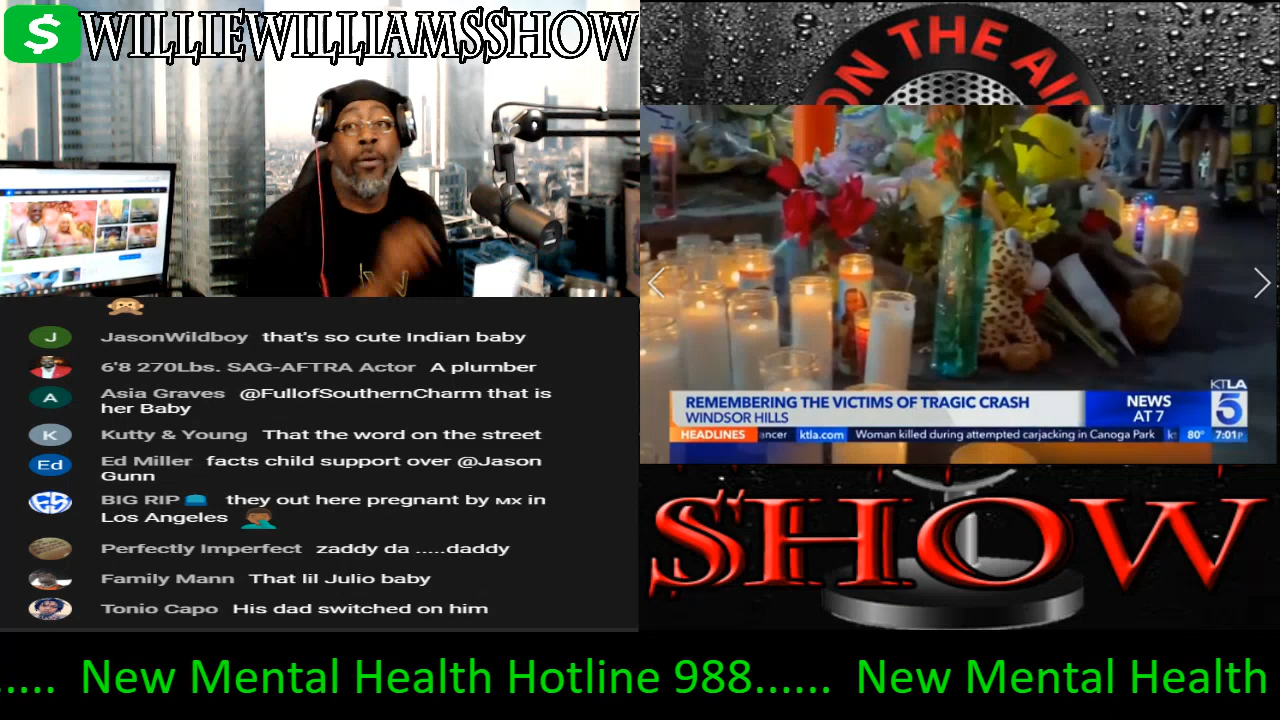 $ WILLIEWILLIAMSSHOW
ON THE AIR
JasonWildboy that's so cute Indian baby
6'8 270Lbs. SAG-AFTRA Actor A plumber
Asia Graves @FullofSouthernCharm that is
her Baby
Kutty & Young That the word on the street
Ed Miller facts child support over @Jason
Gunn
BIG RIP they out here pregnant by мx in
Los Angeles
Perfectly Imperfect zaddy da .....daddy
Family Mann That lil Julio baby
Tonio Capo His dad switched on him
J
A
K
Ed
REMEMBERING THE VICTIMS OF TRAGIC CRASH
WINDSOR HILLS
NEWS
AT 7
KTLA
5
HEADLINES ancer ktla.com Woman killed during attempted carjacking in Canoga Park k 80° 7:01P
SHOW
..... New Mental Health Hotline 988...... New Mental Health